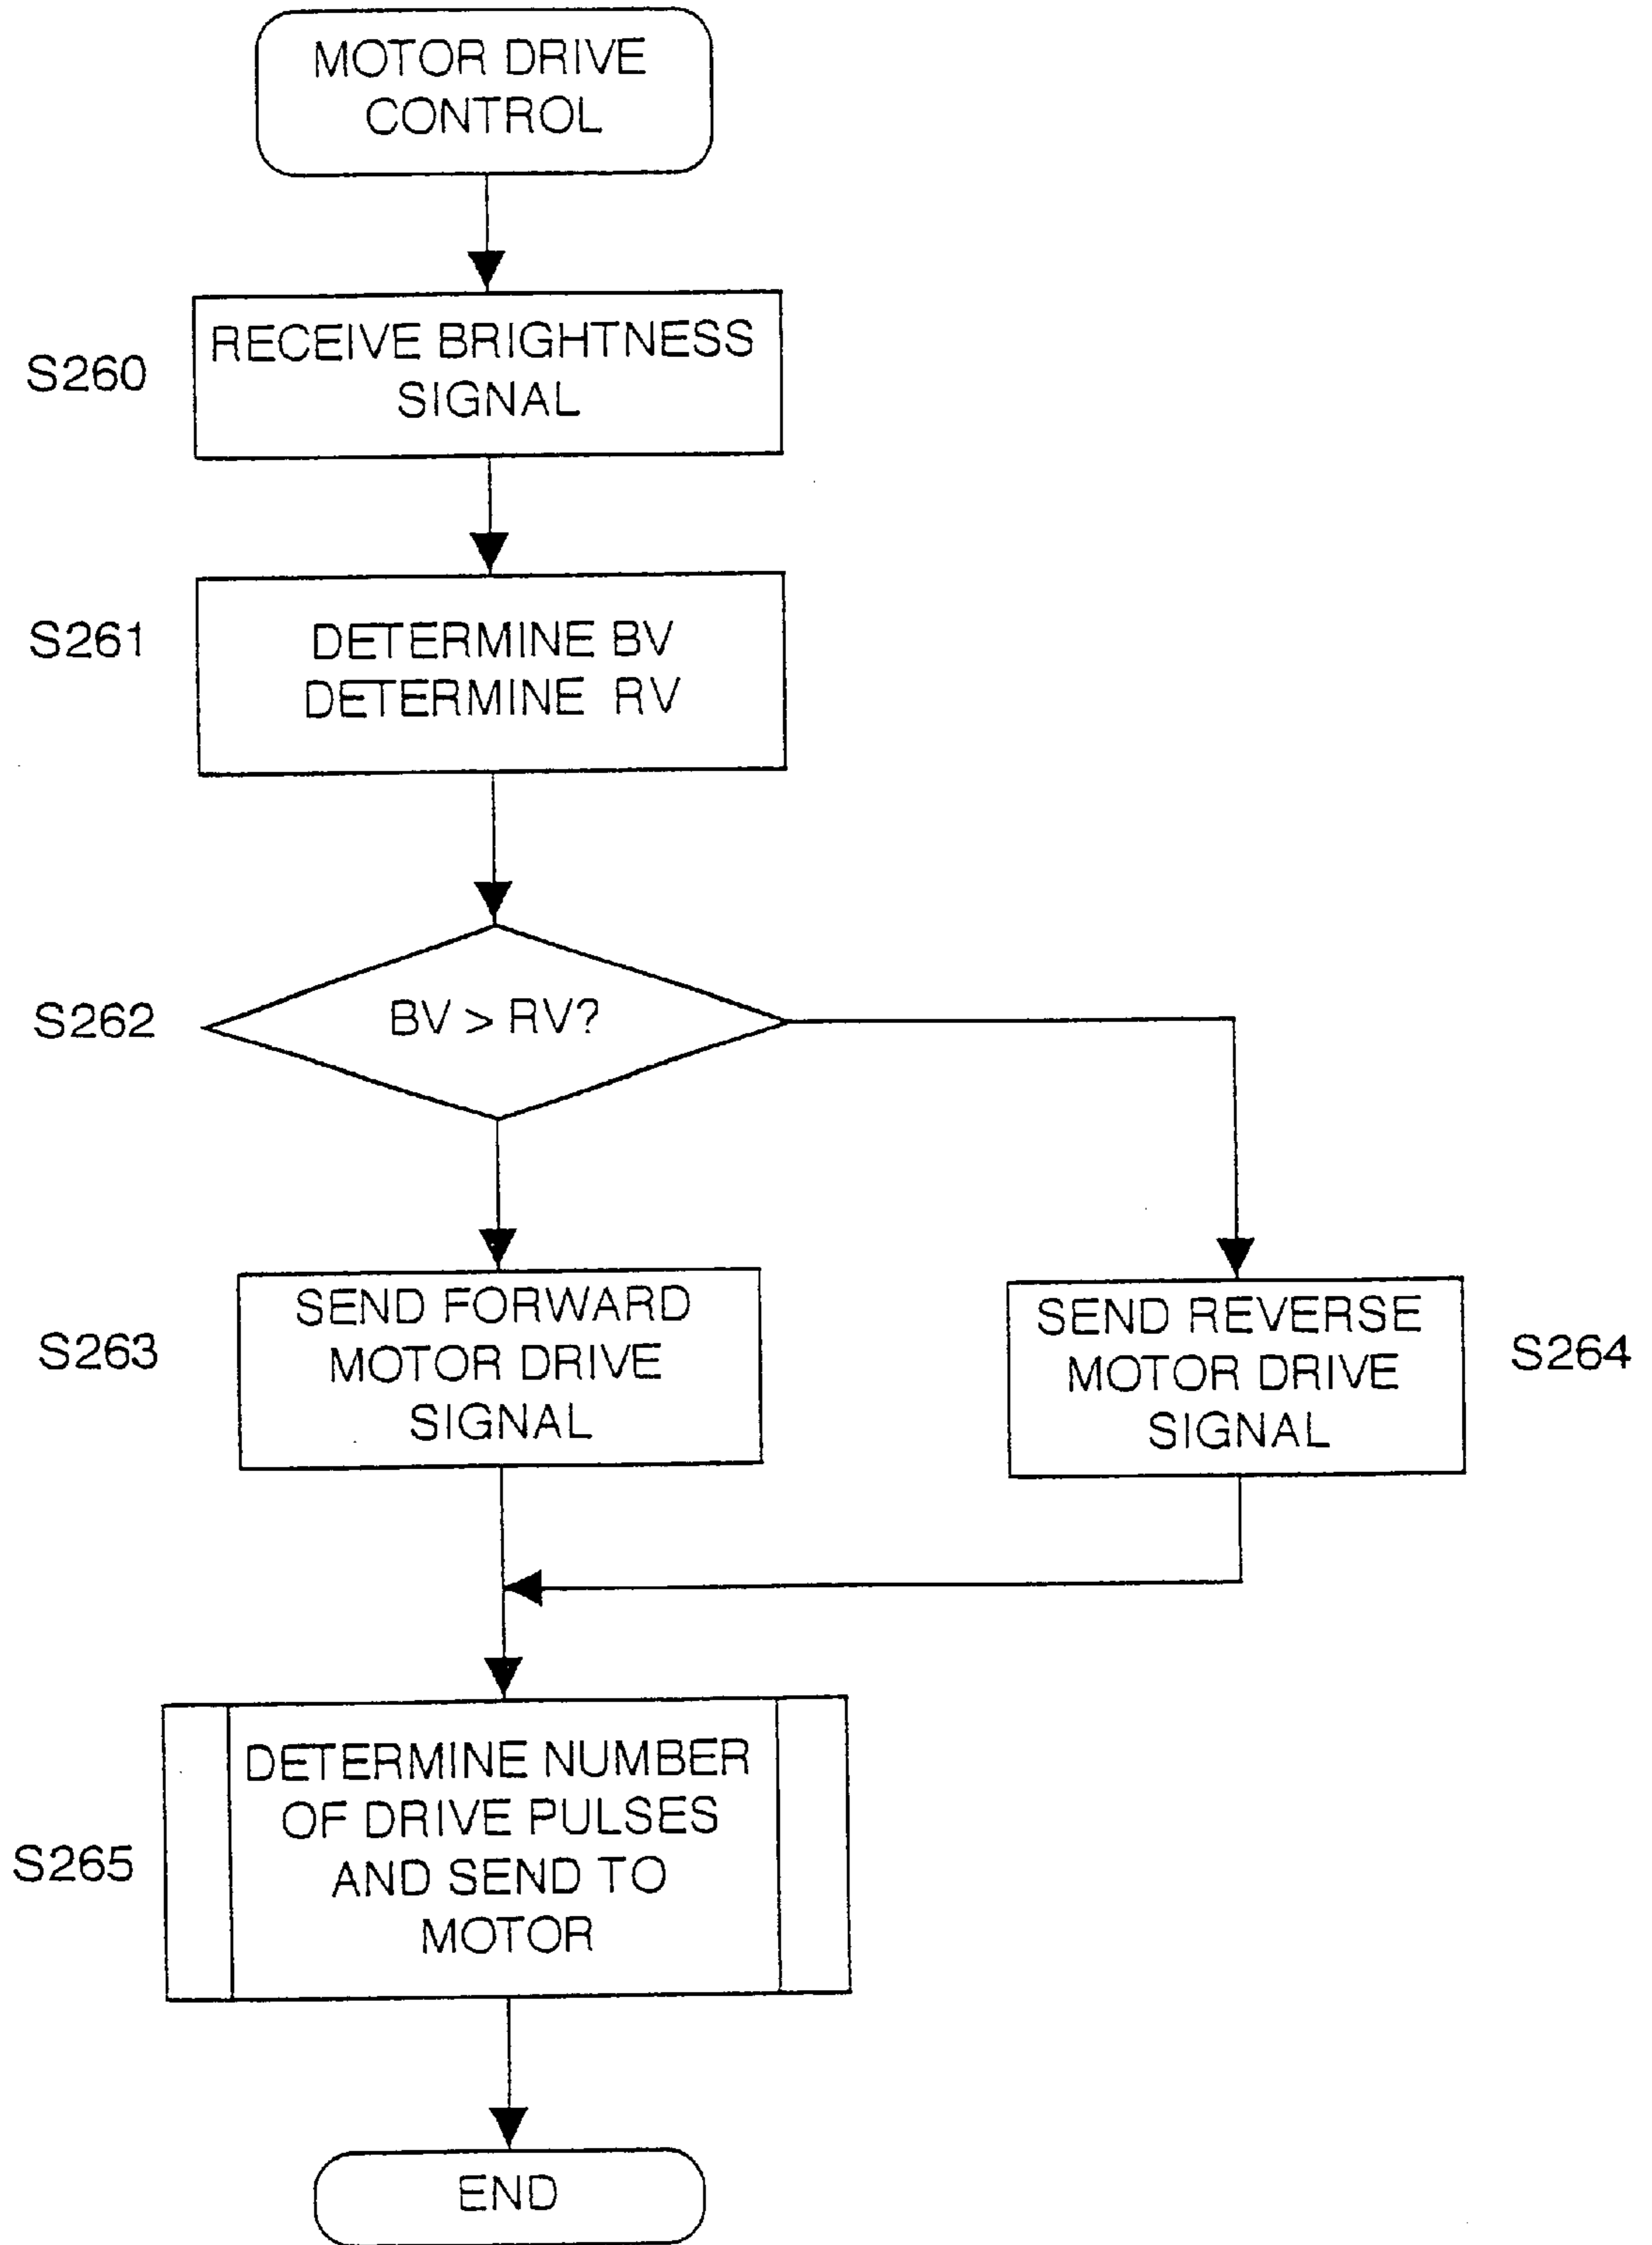 MOTOR DRIVE
CONTROL
S260
RECEIVE BRIGHTNESS
SIGNAL
S261
DETERMINE BV
DETERMINE RV
S262
BV > RV?
S263
SEND FORWARD
MOTOR DRIVE
SIGNAL
SEND REVERSE
MOTOR DRIVE
SIGNAL
S264
S265
DETERMINE NUMBER
OF DRIVE PULSES
AND SEND TO
MOTOR
END